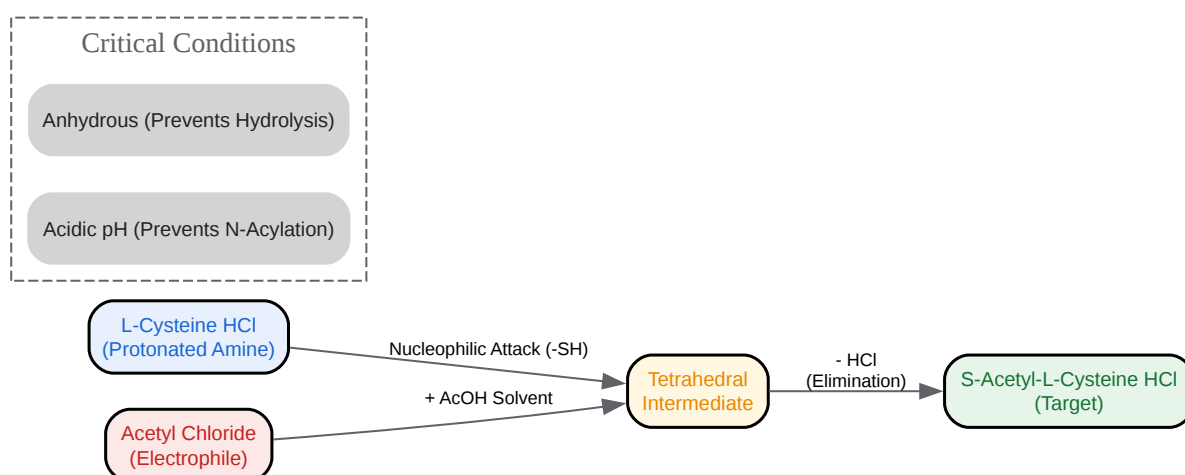 Critical Conditions
Anhydrous (Prevents Hydrolysis)
Acidic pH (Prevents N-Acylation)
L-Cysteine HCl
(Protonated Amine)
Nucleophilic Attack (-SH)
+ AcOH Solvent
Acetyl Chloride
(Electrophile)
Tetrahedral
Intermediate
- HCl
(Elimination)
S-Acetyl-L-Cysteine HCl
(Target)